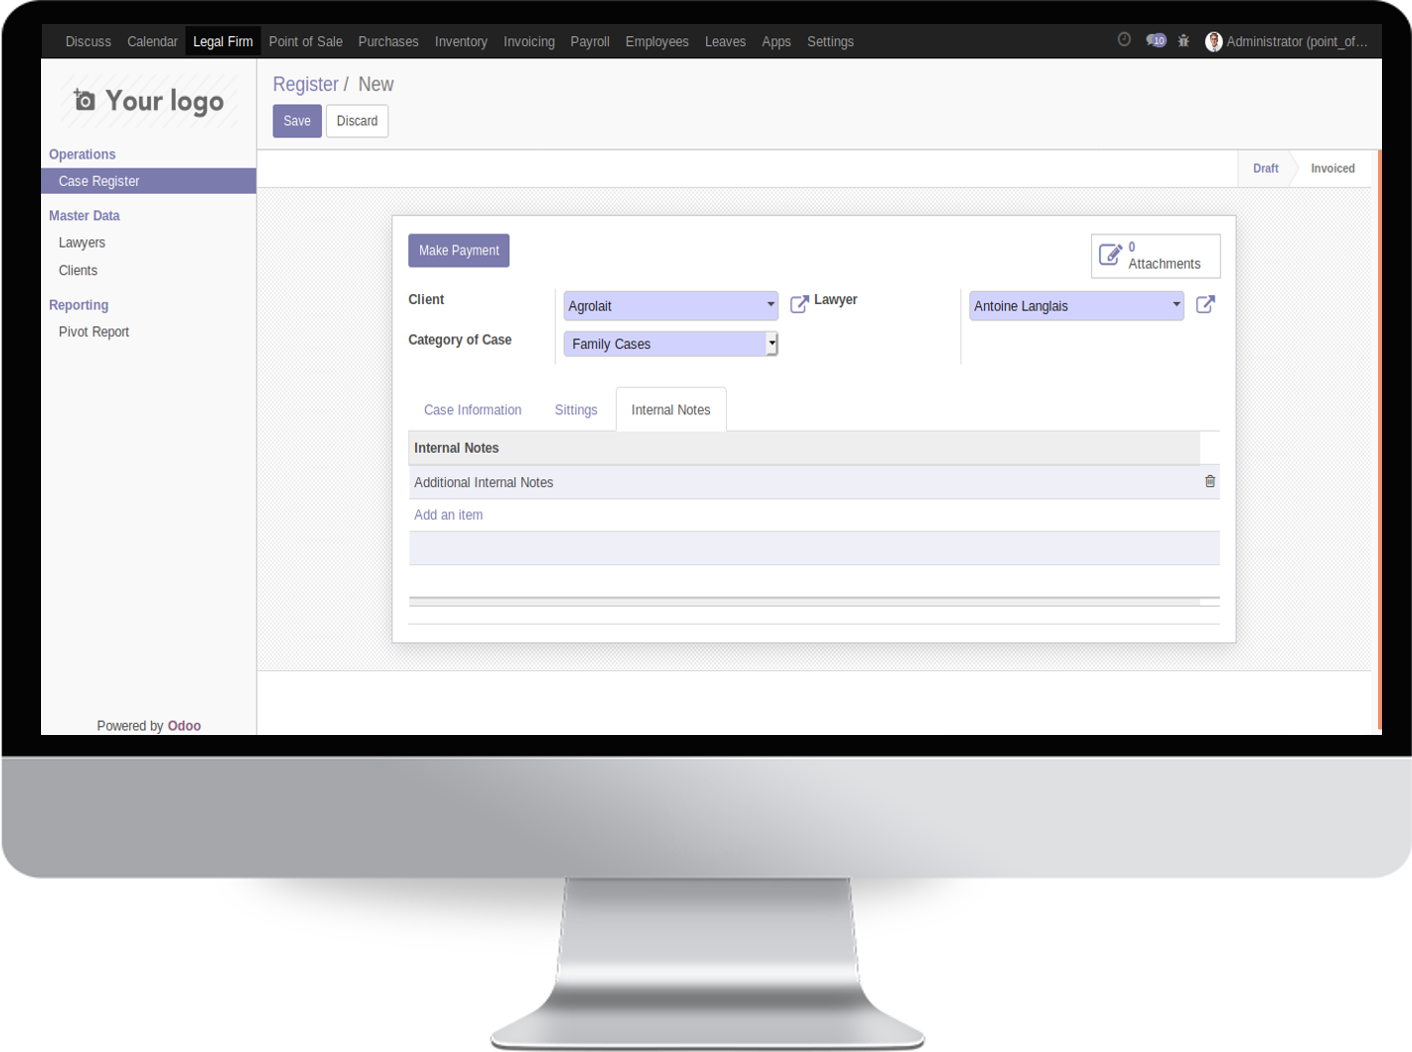 Discuss Calendar Legal Firm Point of Sale Purchases Inventory Invoicing Payroll Employees Leaves Apps Settings 10 Administrator (point_of...
Your logo
Register / New
Save Discard
Operations
Case Register
Draft Invoiced
Master Data
Lawyers
Clients
Reporting
Pivot Report
Make Payment
0
Attachments
Client Agrolait Lawyer Antoine Langlais
Category of Case Family Cases
Case Information Sittings Internal Notes
Internal Notes
Additional Internal Notes
Add an item
Powered by Odoo